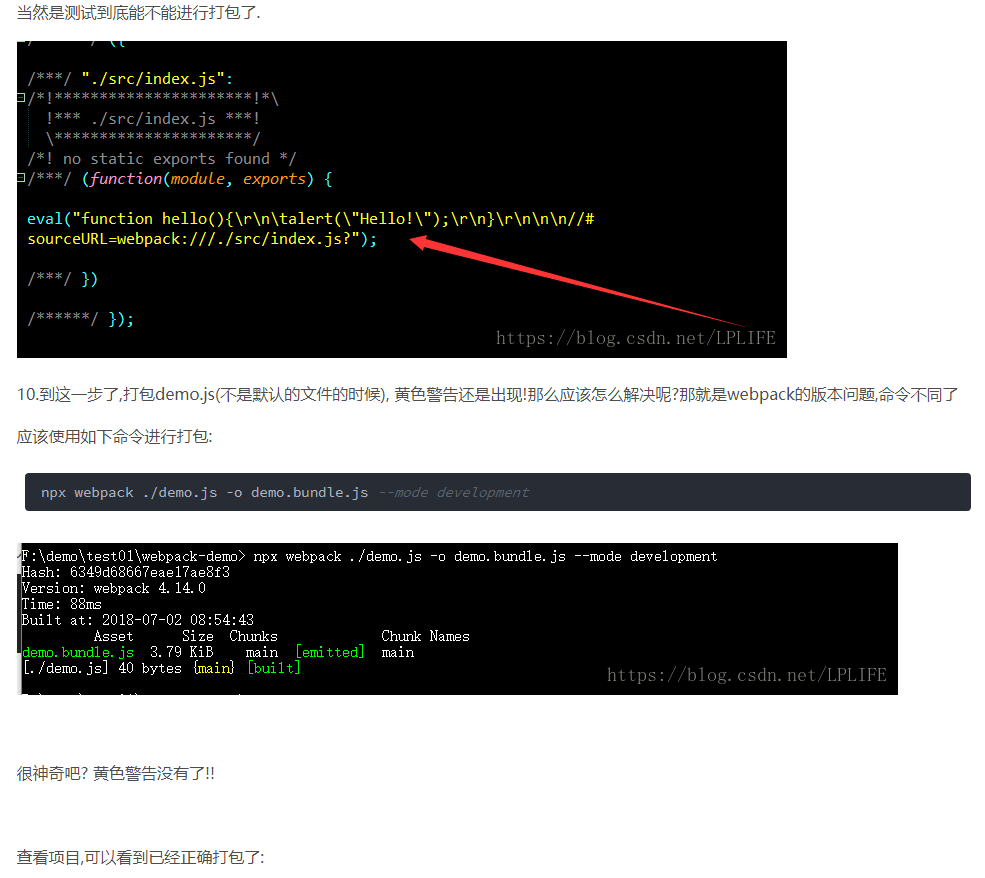 当然是测试到底能不能进行打包了.
/***/ "./src/index.js":
/*!**********************!*\
!*** ./src/index.js ***!
\**********************/
/*! no static exports found */
/***/ (function(module, exports) {
eval("function hello(){\r\n\talert(\"Hello!\");\r\n}\r\n\n\n//#
sourceURL=webpack:///./src/index.js?");
/***/ })
/******/ });
https://blog.csdn.net/LPLIFE
10.到这一步了,打包demo.js(不是默认的文件的时候), 黄色警告还是出现!那么应该怎么解决呢?那就是webpack的版本问题,命令不同了
应该使用如下命令进行打包:
npx webpack ./demo.js -o demo.bundle.js --mode development
F:\demo\test01\webpack-demo> npx webpack ./demo.js -o demo.bundle.js --mode development
Hash: 6349d68667eae17ae8f3
Version: webpack 4.14.0
Time: 88ms
Built at: 2018-07-02 08:54:43
Asset Size Chunks Chunk Names
demo.bundle.js 3.79 KiB main [emitted] main
[./demo.js] 40 bytes {main} [built]
https://blog.csdn.net/LPLIFE
很神奇吧? 黄色警告没有了!!
查看项目,可以看到已经正确打包了: